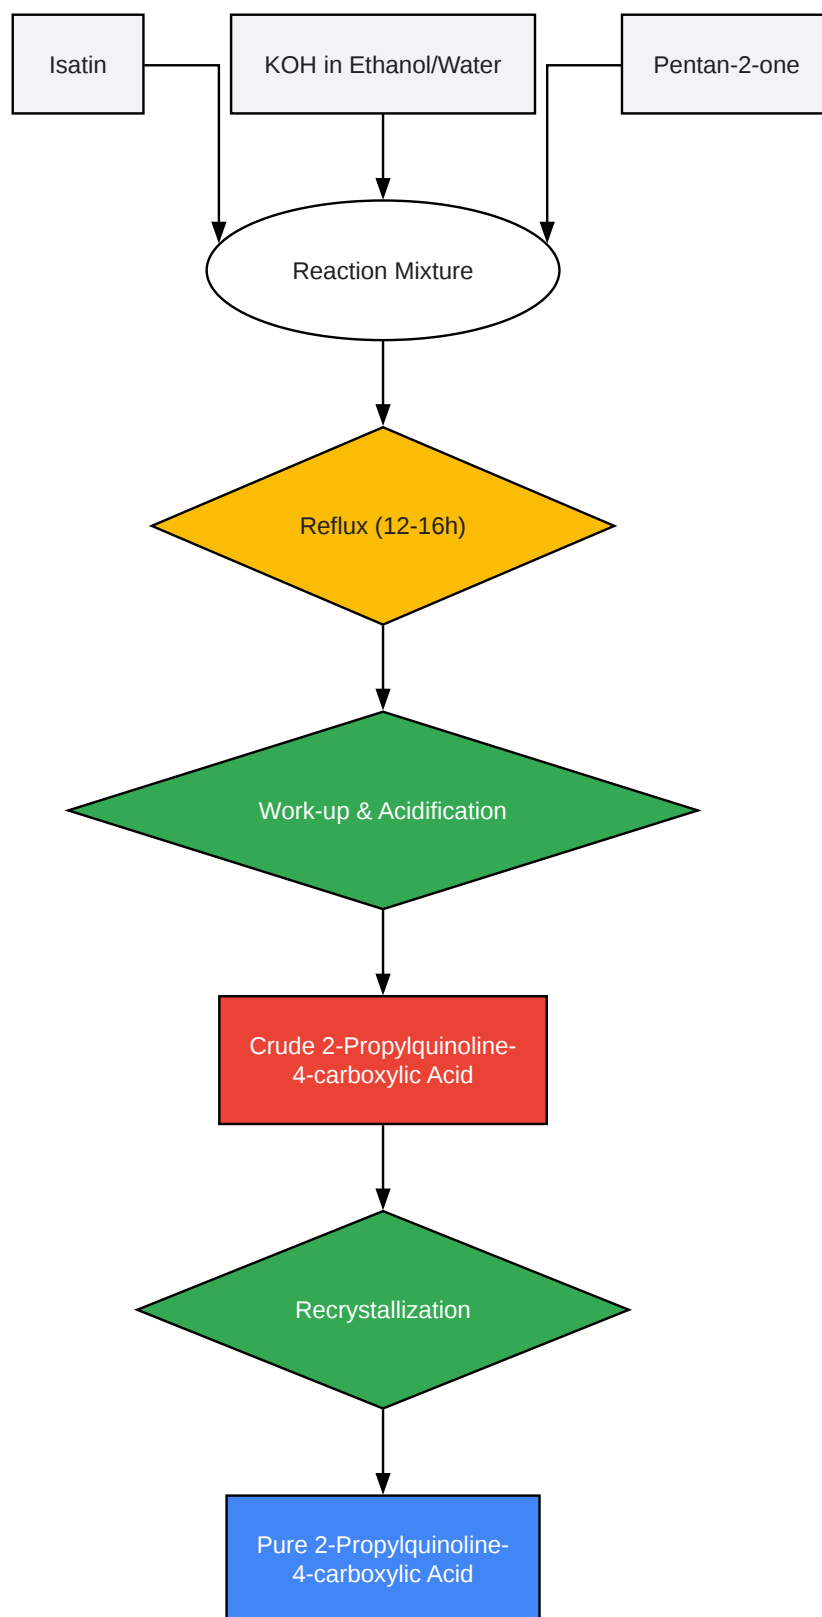 Isatin
KOH in Ethanol/Water
Pentan-2-one
Reaction Mixture
Reflux (12-16h)
Work-up & Acidification
Crude 2-Propylquinoline-
4-carboxylic Acid
Recrystallization
Pure 2-Propylquinoline-
4-carboxylic Acid